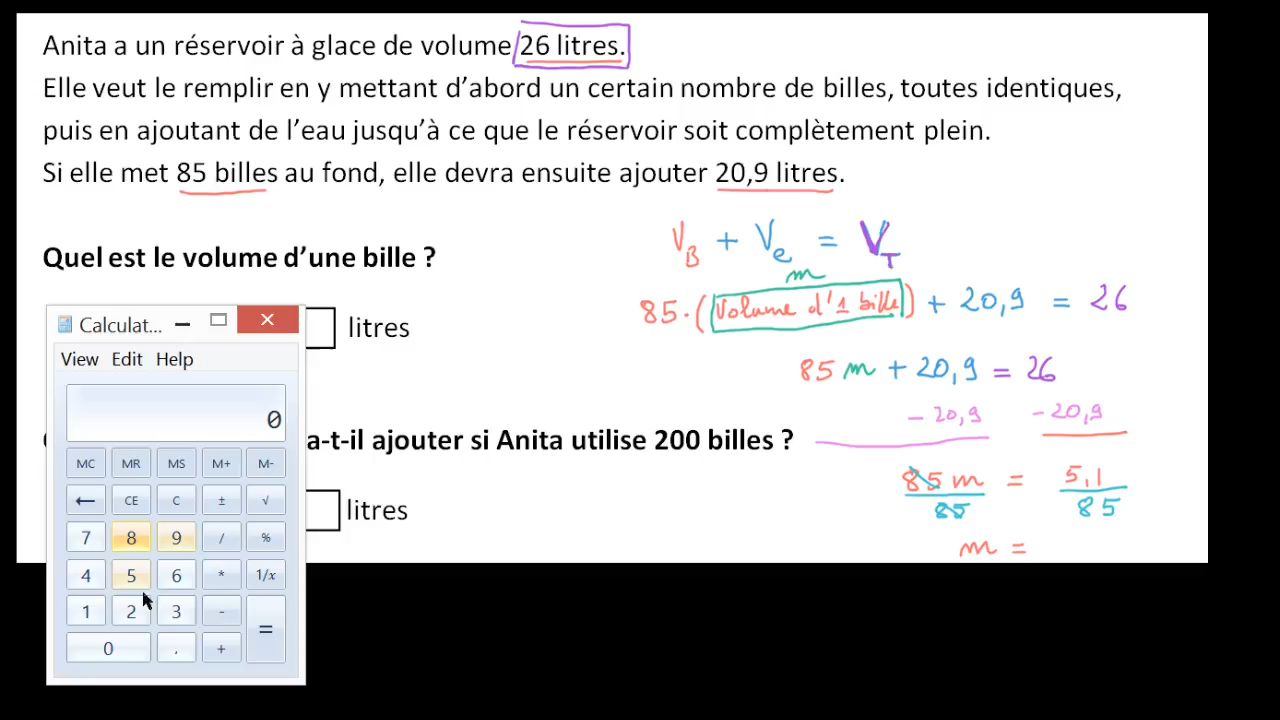 Anita a un réservoir à glace de volume 26 litres.
Elle veut le remplir en y mettant d’abord un certain nombre de billes, toutes identiques,
puis en ajoutant de l’eau jusqu’à ce que le réservoir soit complètement plein.
Si elle met 85 billes au fond, elle devra ensuite ajouter 20,9 litres.
V_B + V_e = V_T
Quel est le volume d’une bille ?
m
85·(Volume d'1 bille) + 20,9 = 26
litres
85 m + 20,9 = 26
- 20,9 - 20,9
a-t-il ajouter si Anita utilise 200 billes ?
85 m = 5,1
85 85
litres
m =
Calculat...
View Edit Help
0
MC MR MS M+ M-
← CE C ± √
7 8 9 / %
4 5 6 * 1/x
1 2 3 - =
0 , +